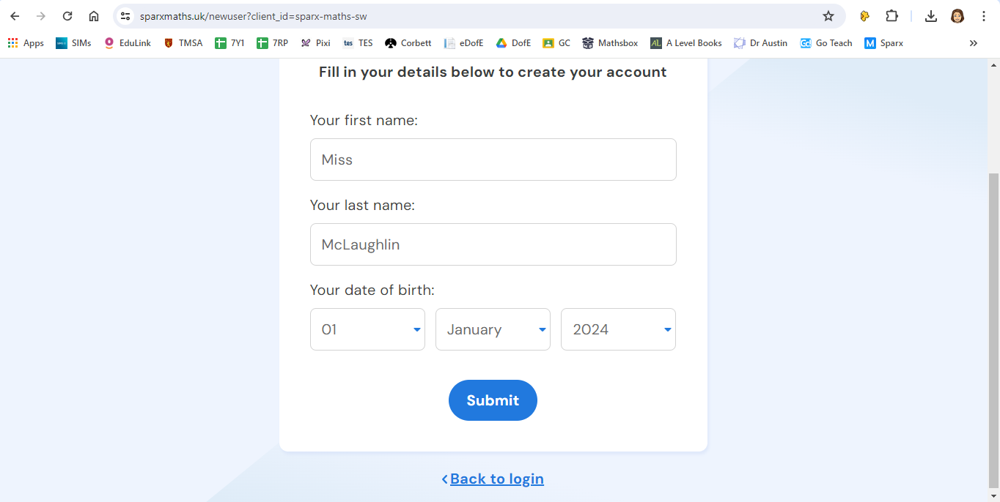 sparxmaths.uk/newuser?client_id=sparx-maths-sw
Apps SIMs EduLink TMSA 7Y1 7RP Pixi tes TES Corbett eDofE DofE GC Mathsbox AL A Level Books Dr Austin Go Teach M Sparx »
Fill in your details below to create your account
Your first name:
Miss
Your last name:
McLaughlin
Your date of birth:
01 January 2024
Submit
Back to login